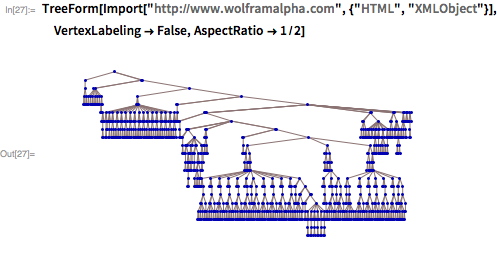 In[27]:= TreeForm[Import["http://www.wolframalpha.com", {"HTML", "XMLObject"}],
VertexLabeling → False, AspectRatio → 1/2]
Out[27]=